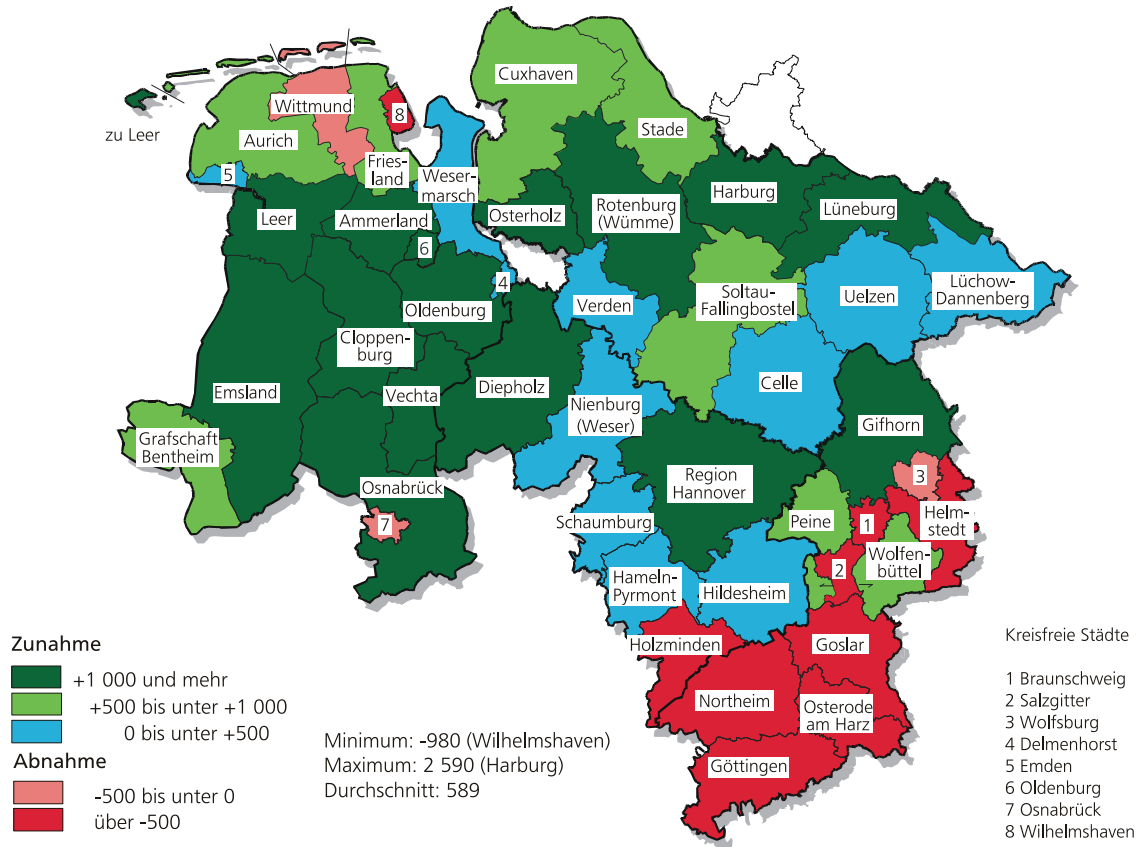 Cuxhaven
Wittmund
8
Stade
zu Leer
Aurich
Fries-
land
5
Weser-
marsch
Harburg
Leer
Ammerland
Osterholz
Rotenburg
(Wümme)
Lüneburg
6
4
Verden
Soltau-
Fallingbostel
Uelzen
Lüchow-
Dannenberg
Oldenburg
Cloppen-
burg
Emsland
Vechta
Diepholz
Celle
Nienburg
(Weser)
Gifhorn
Grafschaft
Bentheim
Region
Hannover
3
Osnabrück
7
Schaumburg
Peine
1
Helm-
stedt
Wolfen-
büttel
2
Hameln-
Pyrmont
Hildesheim
Holzminden
Goslar
Northeim
Osterode
am Harz
Göttingen
Zunahme
+1 000 und mehr
+500 bis unter +1 000
0 bis unter +500
Abnahme
-500 bis unter 0
über -500
Minimum: -980 (Wilhelmshaven)
Maximum: 2 590 (Harburg)
Durchschnitt: 589
Kreisfreie Städte
1 Braunschweig
2 Salzgitter
3 Wolfsburg
4 Delmenhorst
5 Emden
6 Oldenburg
7 Osnabrück
8 Wilhelmshaven